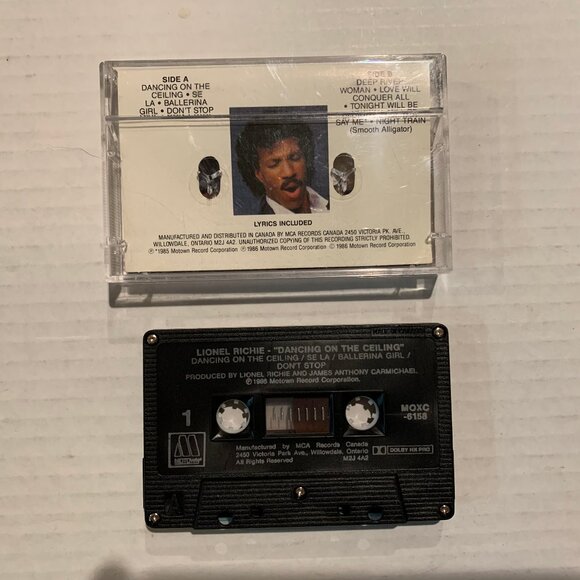 SIDE A
DANCING ON THE
CEILING • SE
LA • BALLERINA
GIRL • DON'T STOP
SIDE B
DEEP RIVER
WOMAN • LOVE WILL
CONQUER ALL
• TONIGHT WILL BE
SAY ME* • NIGHT TRAIN
(Smooth Alligator)
LYRICS INCLUDED
MANUFACTURED AND DISTRIBUTED IN CANADA BY MCA RECORDS CANADA 2450 VICTORIA PK. AVE.,
WILLOWDALE, ONTARIO M2J 4A2. UNAUTHORIZED COPYING OF THIS RECORDING STRICTLY PROHIBITED.
℗ *1985 Motown Record Corporation ℗ 1986 Motown Record Corporation © 1986 Motown Record Corporation
LIONEL RICHIE - "DANCING ON THE CEILING"
DANCING ON THE CEILING / SE LA / BALLERINA GIRL /
DON'T STOP
PRODUCED BY LIONEL RICHIE AND JAMES ANTHONY CARMICHAEL.
℗ 1986 Motown Record Corporation.
1
MOXC
-6158
MOTOWN
Manufactured by MCA Records Canada
2450 Victoria Park Ave., Willowdale, Ontario
All Rights Reserved M2J 4A2
DOLBY HX PRO